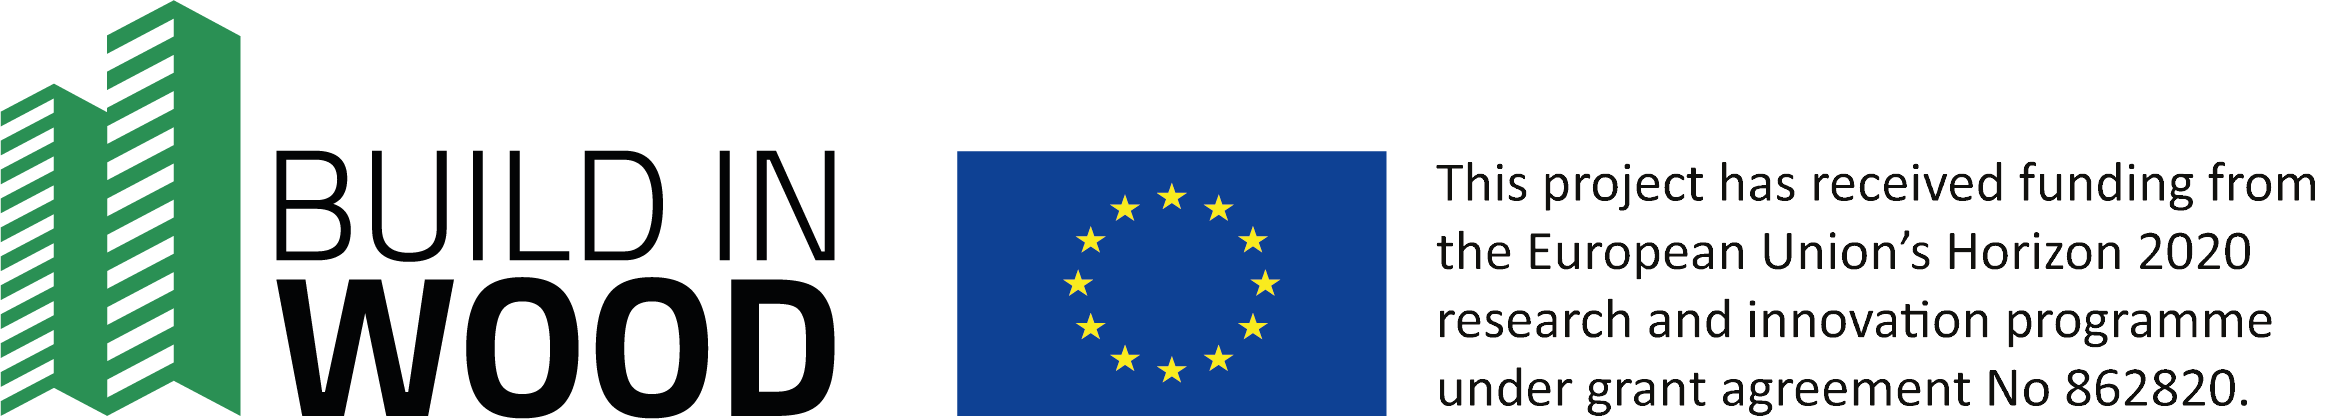 BUILD IN
WOOD
This project has received funding from
the European Union’s Horizon 2020
research and innovation programme
under grant agreement No 862820.